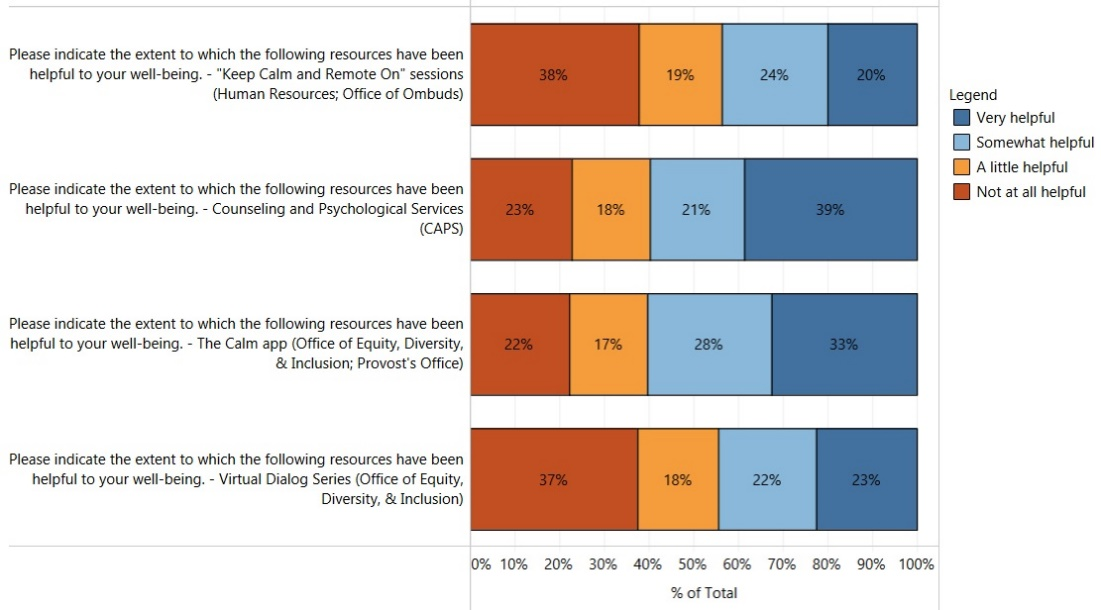 Please indicate the extent to which the following resources have been
helpful to your well-being. - "Keep Calm and Remote On" sessions
(Human Resources; Office of Ombuds)
38%
19%
24%
20%
Legend
Very helpful
Somewhat helpful
A little helpful
Not at all helpful
Please indicate the extent to which the following resources have been
helpful to your well-being. - Counseling and Psychological Services
(CAPS)
23%
18%
21%
39%
Please indicate the extent to which the following resources have been
helpful to your well-being. - The Calm app (Office of Equity, Diversity,
& Inclusion; Provost's Office)
22%
17%
28%
33%
Please indicate the extent to which the following resources have been
helpful to your well-being. - Virtual Dialog Series (Office of Equity,
Diversity, & Inclusion)
37%
18%
22%
23%
0% 10% 20% 30% 40% 50% 60% 70% 80% 90% 100%
% of Total